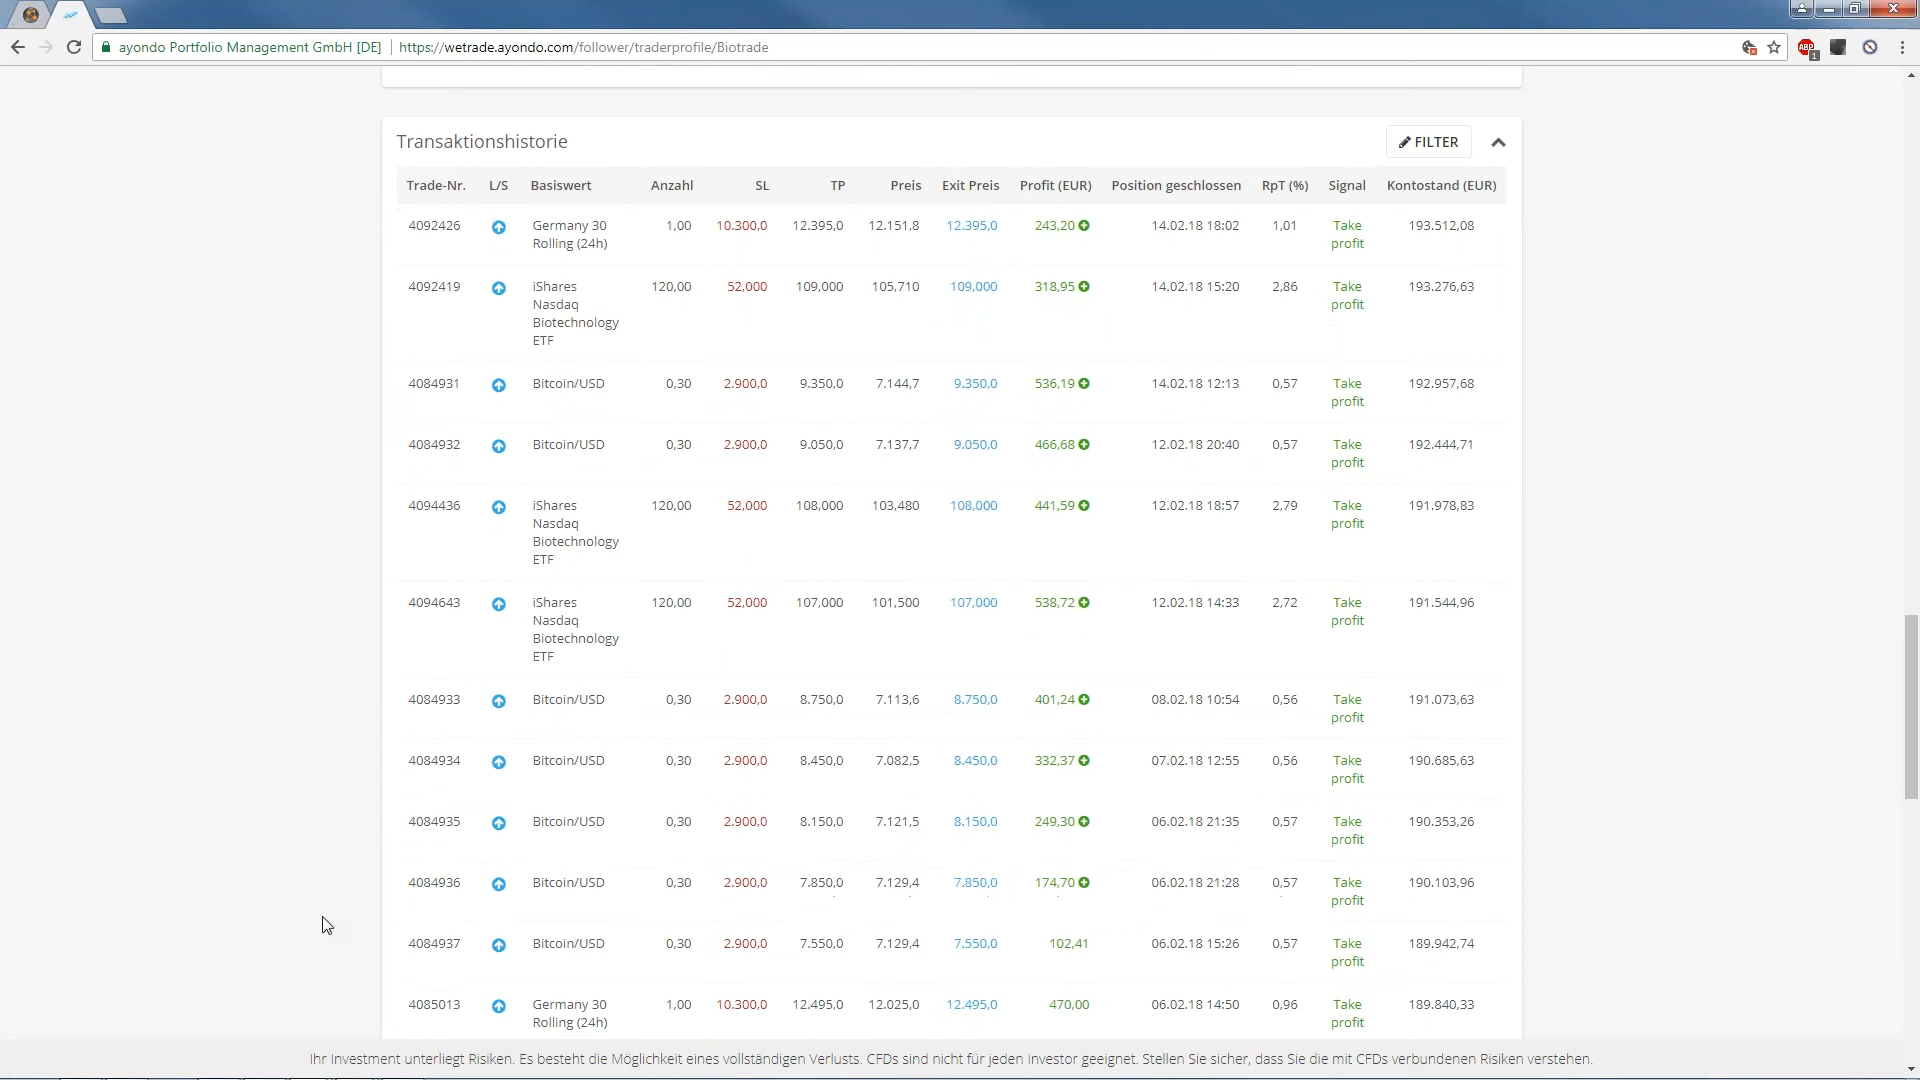 ayondo Portfolio Management GmbH [DE] https://wetrade.ayondo.com/follower/traderprofile/Biotrade
ABP
1
Transaktionshistorie FILTER
Trade-Nr. L/S Basiswert Anzahl SL TP Preis Exit Preis Profit (EUR) Position geschlossen RpT (%) Signal Kontostand (EUR)
4092426 Germany 30 1,00 10.300,0 12.395,0 12.151,8 12.395,0 243,20 14.02.18 18:02 1,01 Take 193.512,08
Rolling (24h) profit
4092419 iShares 120,00 52,000 109,000 105,710 109,000 318,95 14.02.18 15:20 2,86 Take 193.276,63
Nasdaq profit
Biotechnology
ETF
4084931 Bitcoin/USD 0,30 2.900,0 9.350,0 7.144,7 9.350,0 536,19 14.02.18 12:13 0,57 Take 192.957,68
profit
4084932 Bitcoin/USD 0,30 2.900,0 9.050,0 7.137,7 9.050,0 466,68 12.02.18 20:40 0,57 Take 192.444,71
profit
4094436 iShares 120,00 52,000 108,000 103,480 108,000 441,59 12.02.18 18:57 2,79 Take 191.978,83
Nasdaq profit
Biotechnology
ETF
4094643 iShares 120,00 52,000 107,000 101,500 107,000 538,72 12.02.18 14:33 2,72 Take 191.544,96
Nasdaq profit
Biotechnology
ETF
4084933 Bitcoin/USD 0,30 2.900,0 8.750,0 7.113,6 8.750,0 401,24 08.02.18 10:54 0,56 Take 191.073,63
profit
4084934 Bitcoin/USD 0,30 2.900,0 8.450,0 7.082,5 8.450,0 332,37 07.02.18 12:55 0,56 Take 190.685,63
profit
4084935 Bitcoin/USD 0,30 2.900,0 8.150,0 7.121,5 8.150,0 249,30 06.02.18 21:35 0,57 Take 190.353,26
profit
4084936 Bitcoin/USD 0,30 2.900,0 7.850,0 7.129,4 7.850,0 174,70 06.02.18 21:28 0,57 Take 190.103,96
profit
4084937 Bitcoin/USD 0,30 2.900,0 7.550,0 7.129,4 7.550,0 102,41 06.02.18 15:26 0,57 Take 189.942,74
profit
4085013 Germany 30 1,00 10.300,0 12.495,0 12.025,0 12.495,0 470,00 06.02.18 14:50 0,96 Take 189.840,33
Rolling (24h) profit
Ihr Investment unterliegt Risiken. Es besteht die Möglichkeit eines vollständigen Verlusts. CFDs sind nicht für jeden Investor geeignet. Stellen Sie sicher, dass Sie die mit CFDs verbundenen Risiken verstehen.